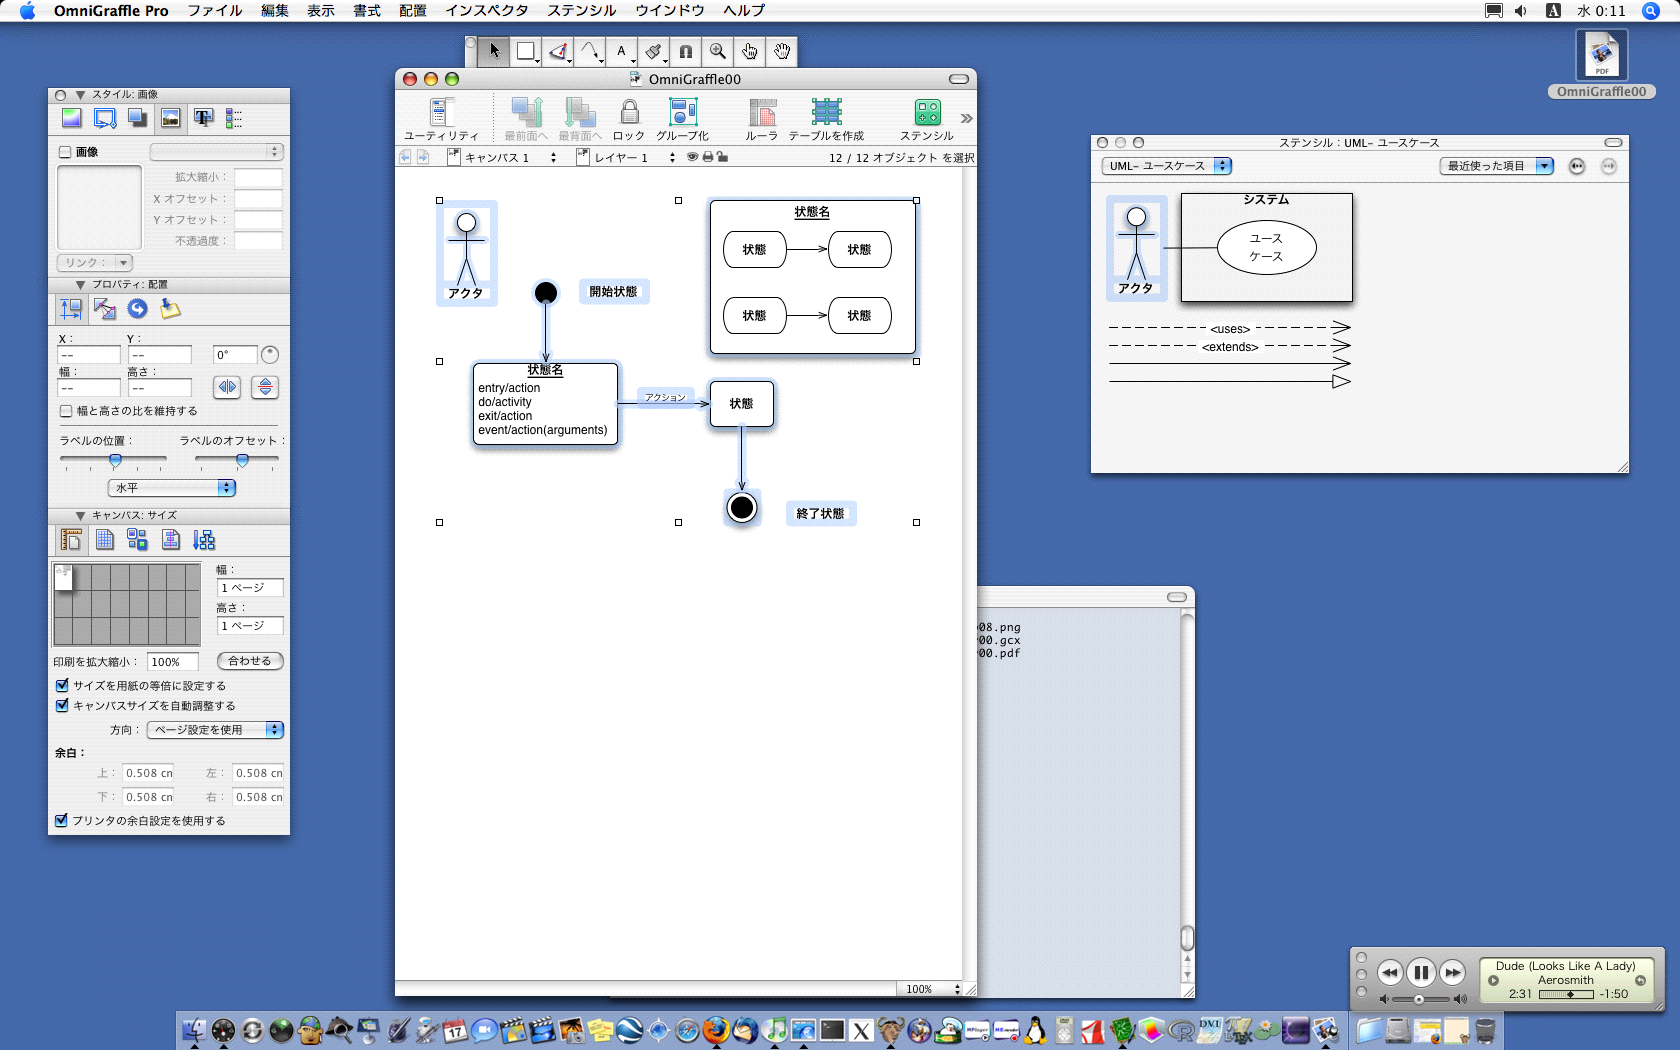 OmniGraffle Pro ファイル 編集 表示 書式 配置 インスペクタ ステンシル ウインドウ ヘルプ
A 水 0:11
A
PDF
OmniGraffle00
スタイル: 画像
T
画像
拡大縮小：
X オフセット：
Y オフセット：
不透過度：
リンク：
プロパティ: 配置
X： Y：
-- -- 0°
幅： 高さ：
-- --
幅と高さの比を維持する
ラベルの位置： ラベルのオフセット：
水平
キャンバス: サイズ
幅：
1 ページ
高さ：
1 ページ
印刷を拡大縮小： 100% 合わせる
サイズを用紙の等倍に設定する
キャンバスサイズを自動調整する
方向： ページ設定を使用
余白：
上： 0.508 cm 左： 0.508 cm
下： 0.508 cm 右： 0.508 cm
プリンタの余白設定を使用する
OmniGraffle00
ユーティリティ 最前面へ 最背面へ ロック グループ化 ルーラ テーブルを作成 ステンシル
キャンバス 1 レイヤー 1 12 / 12 オブジェクト を選択
アクタ
開始状態
状態名
状態 状態
状態 状態
状態名
entry/action
do/activity
exit/action
event/action(arguments)
アクション
状態
終了状態
100%
ステンシル：UML- ユースケース
UML- ユースケース 最近使った項目
アクタ
システム
ユース
ケース
<uses>
<extends>
08.png
00.gcx
00.pdf
Dude (Looks Like A Lady)
Aerosmith
2:31 -1:50
17
X
DVI